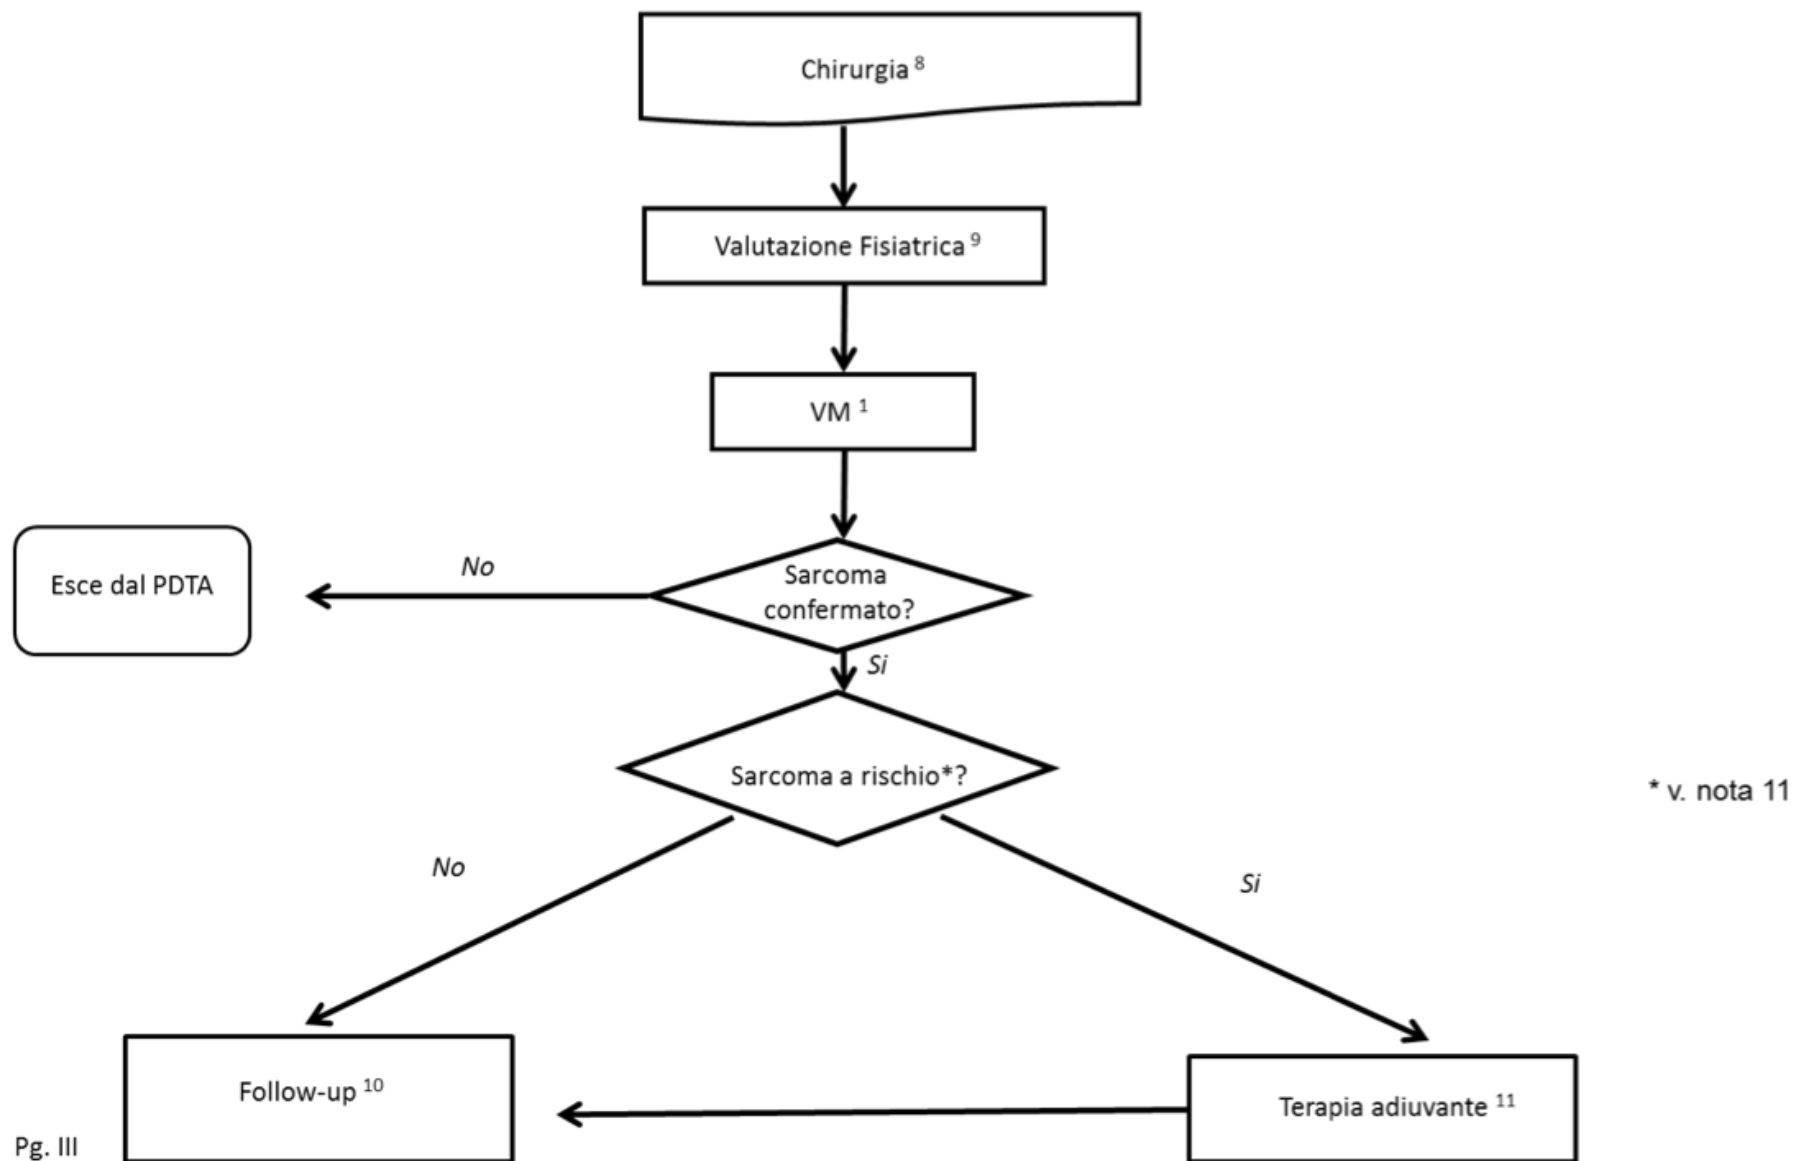 Chirurgia 8
Valutazione Fisiatrica 9
VM 1
Esce dal PDTA
No
Sarcoma
confermato?
Si
Sarcoma a rischio*?
* v. nota 11
No
Si
Follow-up 10
Terapia adiuvante 11
Pg. III